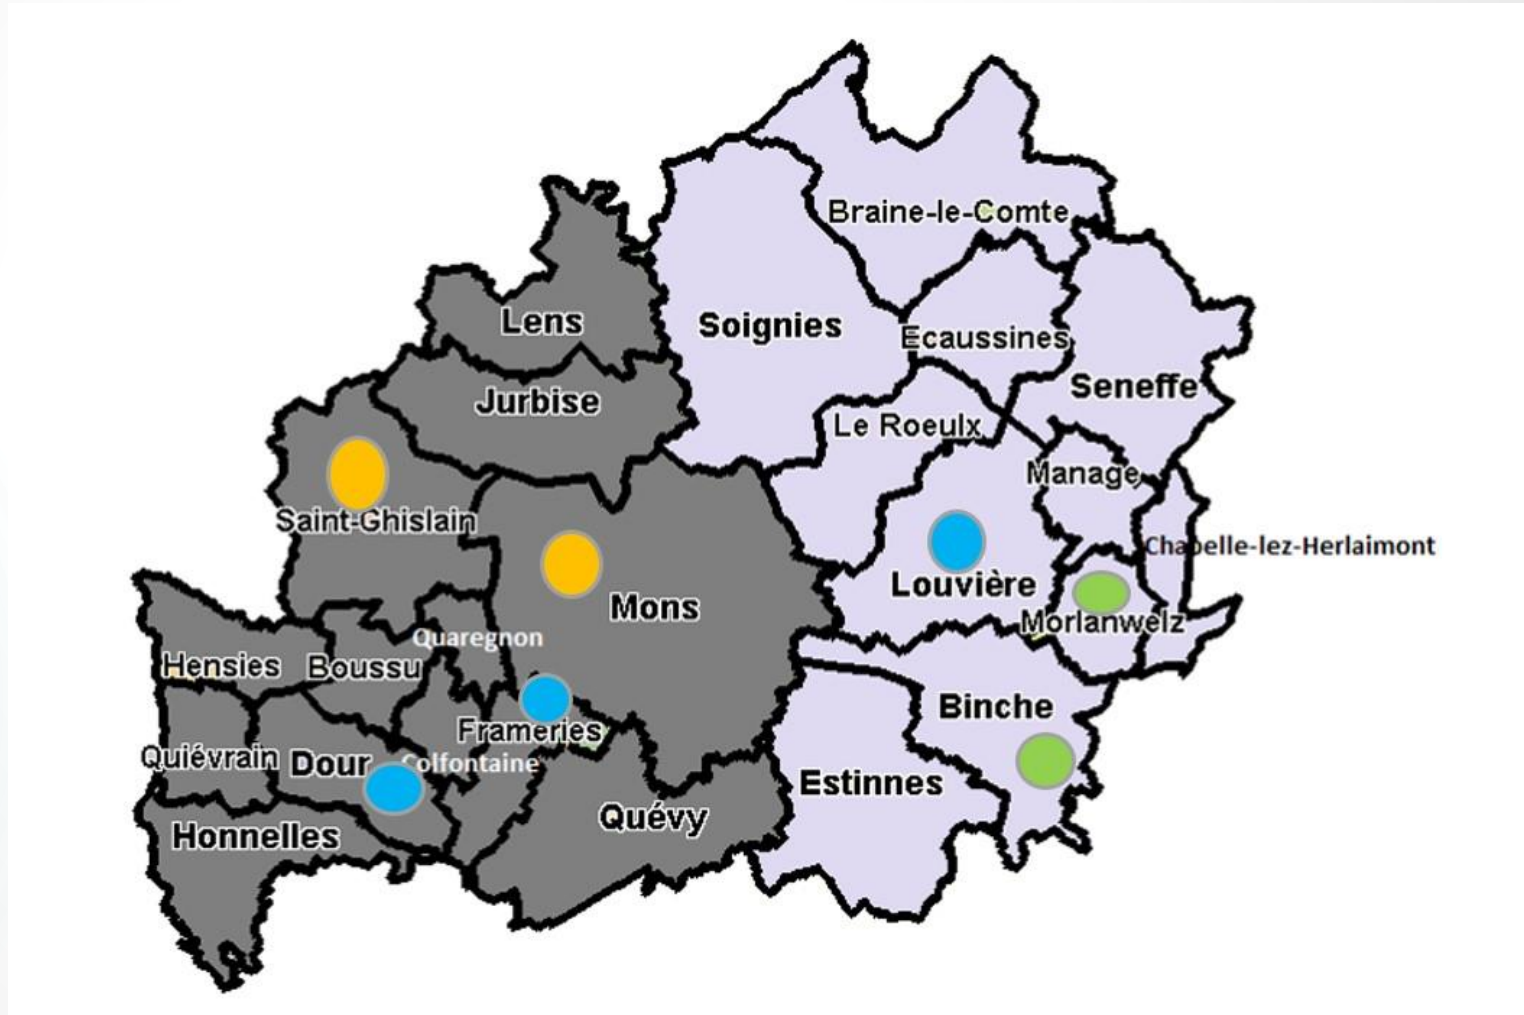 Braine-le-Comte
Lens
Soignies
Ecaussines
Seneffe
Jurbise
Le Roeulx
Manage
Saint-Ghislain
Chapelle-lez-Herlaimont
Louvière
Mons
Morlanwelz
Quaregnon
Hensies
Boussu
Binche
Frameries
Quiévrain
Dour
Colfontaine
Estinnes
Quévy
Honnelles